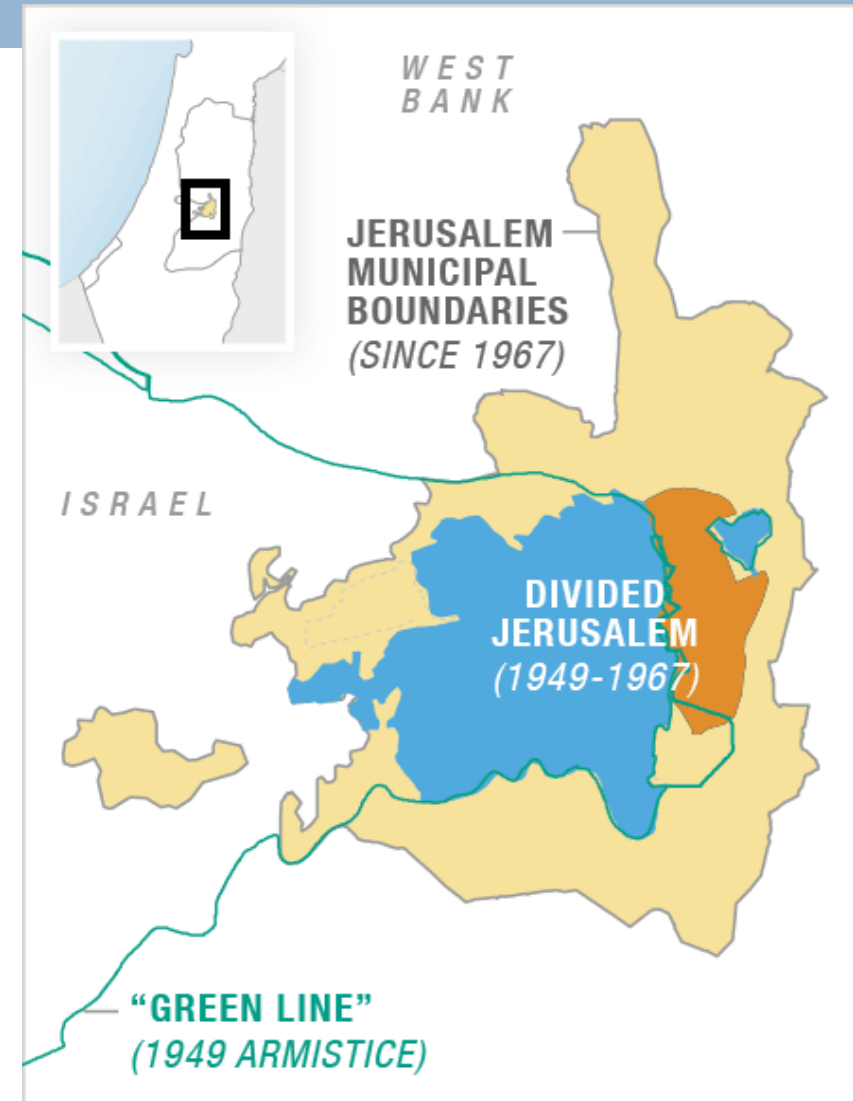 WEST
BANK
JERUSALEM
MUNICIPAL
BOUNDARIES
(SINCE 1967)
ISRAEL
DIVIDED
JERUSALEM
(1949-1967)
“GREEN LINE”
(1949 ARMISTICE)